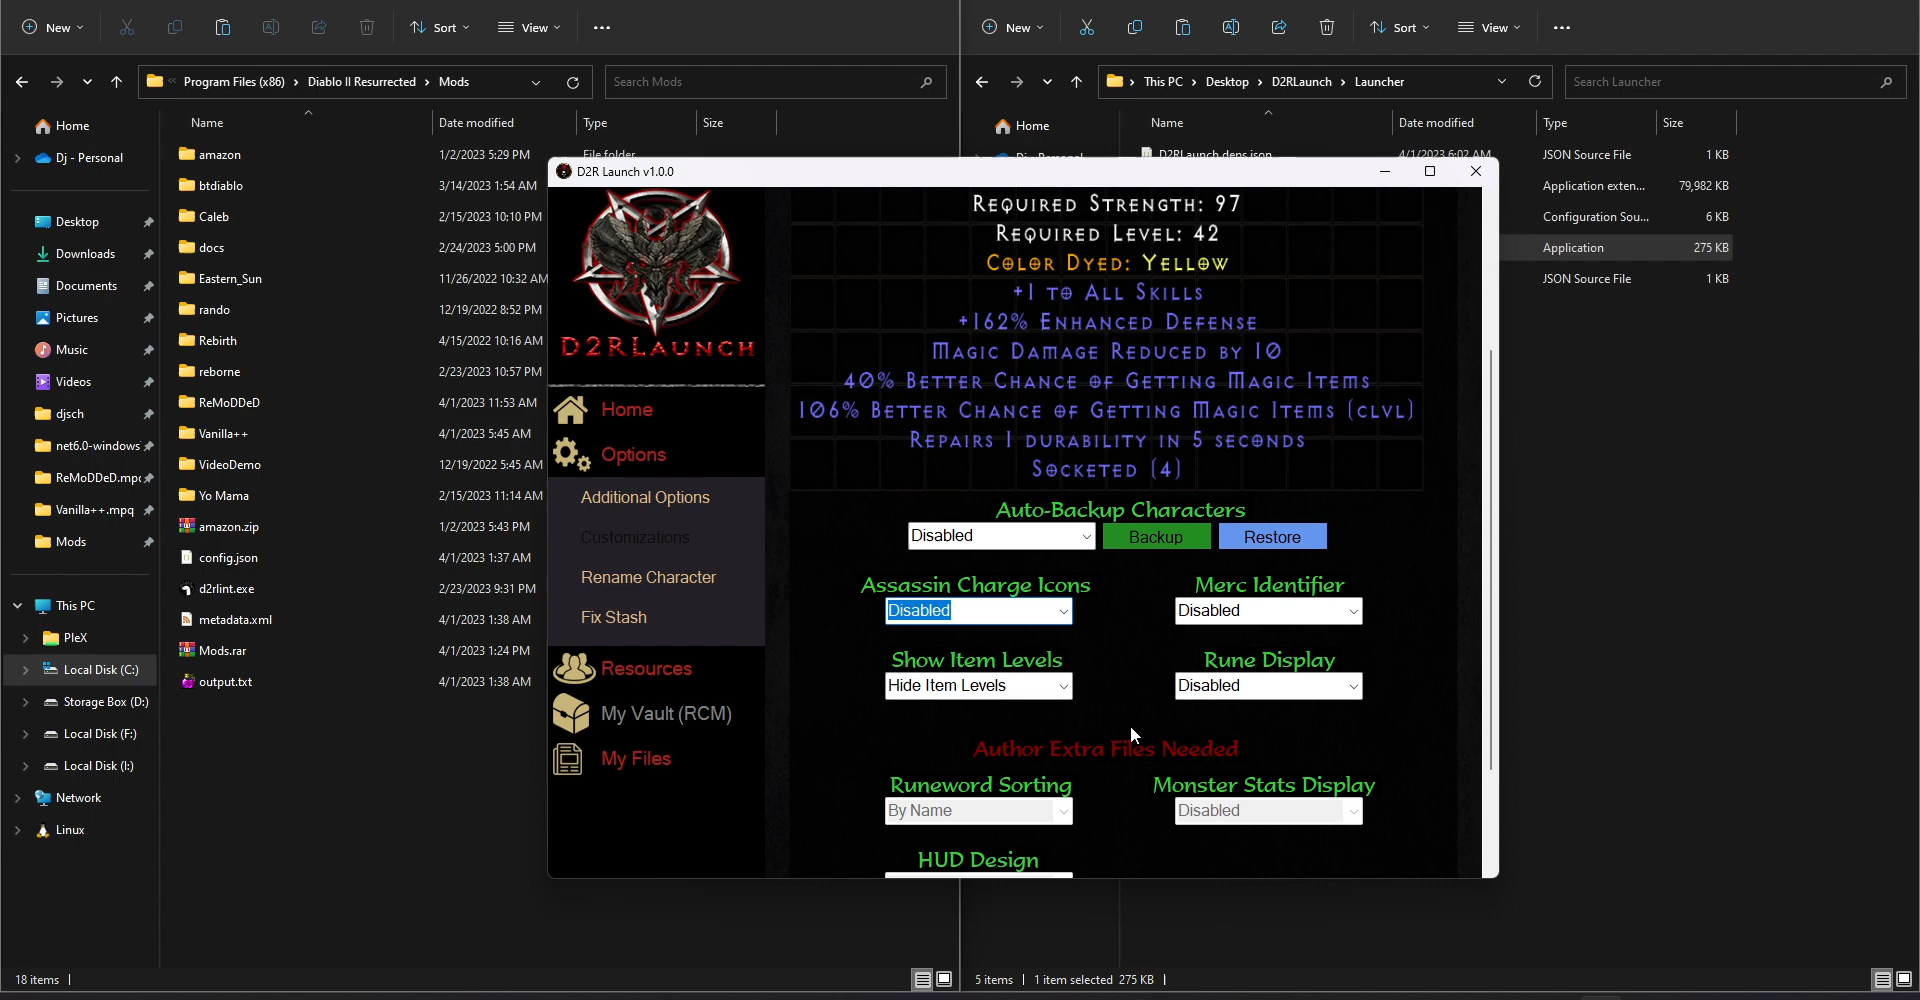 New
Sort
View
Program Files (x86)
Diablo II Resurrected
Mods
Search Mods
Home
Dj - Personal
Desktop
Downloads
Documents
Pictures
Music
Videos
djsch
net6.0-windows
ReMoDDeD.mpc
Vanilla++.mpq
Mods
This PC
PleX
Local Disk (C:)
Storage Box (D:)
Local Disk (F:)
Local Disk (I:)
Network
Linux
Name Date modified Type Size
amazon 1/2/2023 5:29 PM File folder
btdiablo 3/14/2023 1:54 AM
Caleb 2/15/2023 10:10 PM
docs 2/24/2023 5:00 PM
Eastern_Sun 11/26/2022 10:32 AM
rando 12/19/2022 8:52 PM
Rebirth 4/15/2022 10:16 AM
reborne 2/23/2023 10:57 PM
ReMoDDeD 4/1/2023 11:53 AM
Vanilla++ 4/1/2023 5:45 AM
VideoDemo 12/19/2022 5:45 AM
Yo Mama 2/15/2023 11:14 AM
amazon.zip 1/2/2023 5:43 PM
config.json 4/1/2023 1:37 AM
d2rlint.exe 2/23/2023 9:31 PM
metadata.xml 4/1/2023 1:38 AM
Mods.rar 4/1/2023 1:24 PM
output.txt 4/1/2023 1:38 AM
18 items
D2R Launch v1.0.0
D2RLaunch
Home
Options
Additional Options
Customizations
Rename Character
Fix Stash
Resources
My Vault (RCM)
My Files
Required Strength: 97
Required Level: 42
Color Dyed: Yellow
+1 to All Skills
+162% Enhanced Defense
Magic Damage Reduced by 10
40% Better Chance of Getting Magic Items
106% Better Chance of Getting Magic Items (clvl)
Repairs 1 durability in 5 seconds
Socketed (4)
Auto-Backup Characters
Disabled Backup Restore
Assassin Charge Icons Merc Identifier
Disabled Disabled
Show Item Levels Rune Display
Hide Item Levels Disabled
Author Extra Files Needed
Runeword Sorting Monster Stats Display
By Name Disabled
HUD Design
New
Sort
View
This PC
Desktop
D2RLaunch
Launcher
Search Launcher
Home
Name Date modified Type Size
D2RLaunch.deps.json 4/1/2023 6:02 AM JSON Source File 1 KB
Application exten... 79,982 KB
Configuration Sou... 6 KB
Application 275 KB
JSON Source File 1 KB
5 items
1 item selected 275 KB